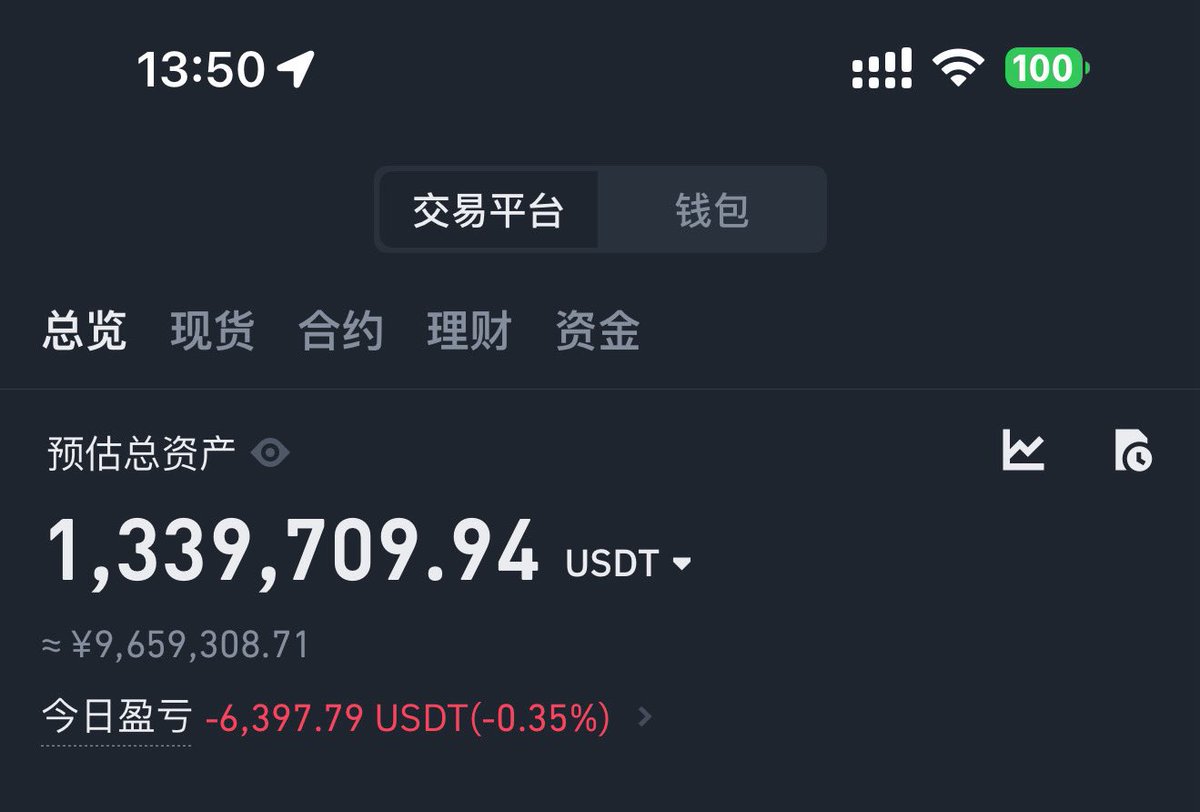 13:50 100
交易平台 钱包
总览 现货 合约 理财 资金
预估总资产
1,339,709.94 USDT
≈ ¥9,659,308.71
今日盈亏 -6,397.79 USDT(-0.35%)